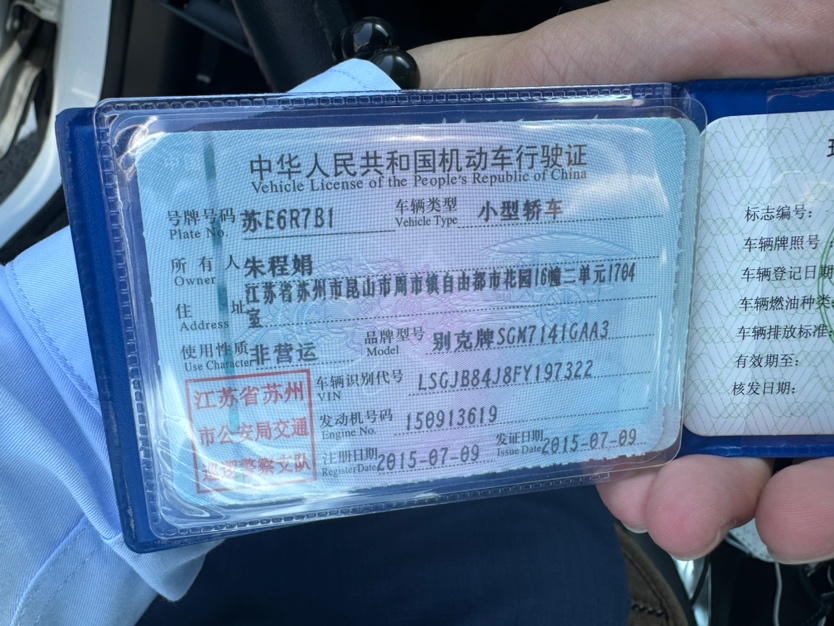 中华人民共和国机动车行驶证
Vehicle License of the People's Republic of China
号牌号码 苏E6R7B1 车辆类型 小型轿车
Plate No. Vehicle Type
所有人 朱程娟
Owner
住址 江苏省苏州市昆山市周市镇自由都市花园16幢二单元1704
Address 室
使用性质 非营运 品牌型号 别克牌SGM7141GAA3
Use Character Model
江苏省苏州
市公安局交通
巡逻警察支队
车辆识别代号 LSGJB84J8FY197322
VIN
发动机号码 150913619
Engine No.
注册日期 2015-07-09 发证日期 2015-07-09
Register Date Issue Date
标志编号：
车辆牌照号
车辆登记日期
车辆燃油种类
车辆排放标准
有效期至：
核发日期：